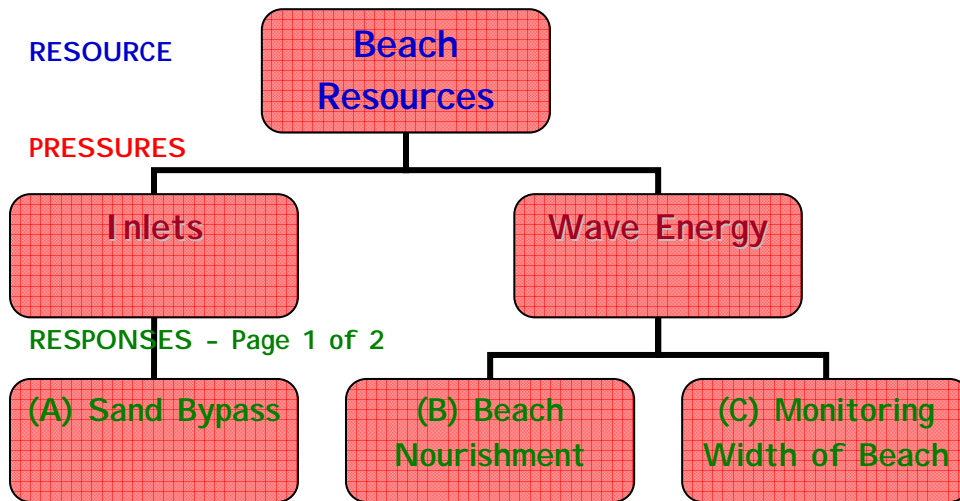 RESOURCE
Beach
Resources
PRESSURES
Inlets
Wave Energy
RESPONSES - Page 1 of 2
(A) Sand Bypass
(B) Beach
Nourishment
(C) Monitoring
Width of Beach